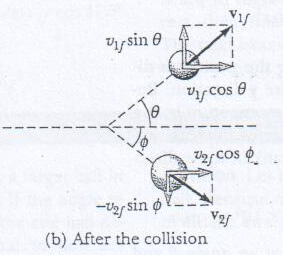 v1f
v1f sin θ
v1f cos θ
θ
ϕ
v2f cos ϕ
-v2f sin ϕ
v2f
(b) After the collision